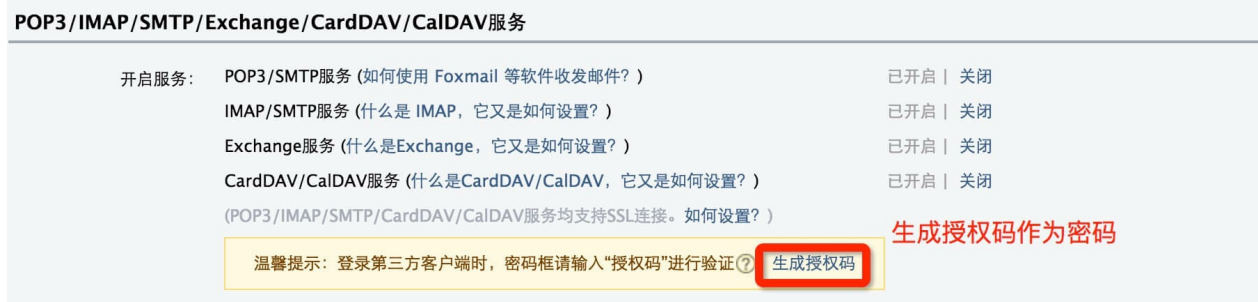 POP3/IMAP/SMTP/Exchange/CardDAV/CalDAV服务
开启服务： POP3/SMTP服务 (如何使用 Foxmail 等软件收发邮件？) 已开启 | 关闭
IMAP/SMTP服务 (什么是 IMAP，它又是如何设置？) 已开启 | 关闭
Exchange服务 (什么是Exchange，它又是如何设置？) 已开启 | 关闭
CardDAV/CalDAV服务 (什么是CardDAV/CalDAV，它又是如何设置？) 已开启 | 关闭
(POP3/IMAP/SMTP/CardDAV/CalDAV服务均支持SSL连接。如何设置？)
生成授权码作为密码
温馨提示：登录第三方客户端时，密码框请输入“授权码”进行验证? 生成授权码